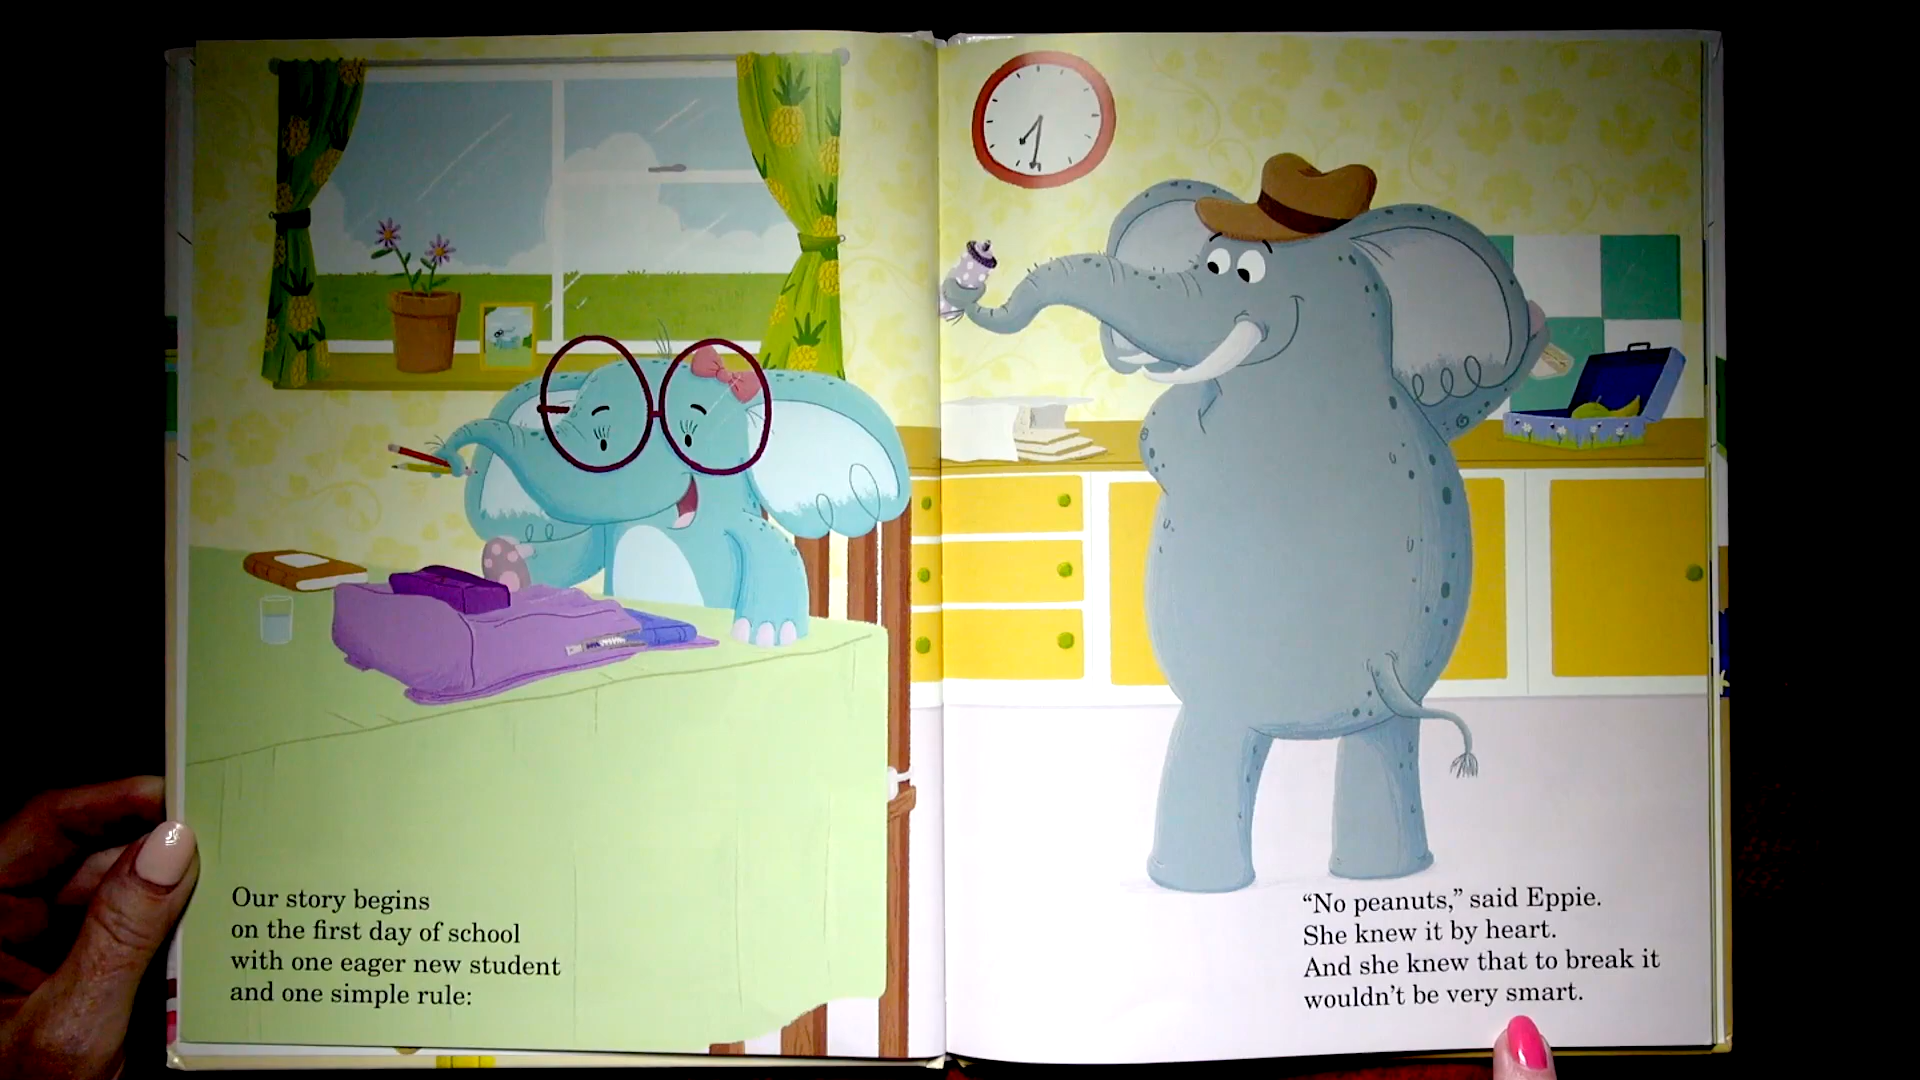 Our story begins
on the first day of school
with one eager new student
and one simple rule:
“No peanuts,” said Eppie.
She knew it by heart.
And she knew that to break it
wouldn’t be very smart.